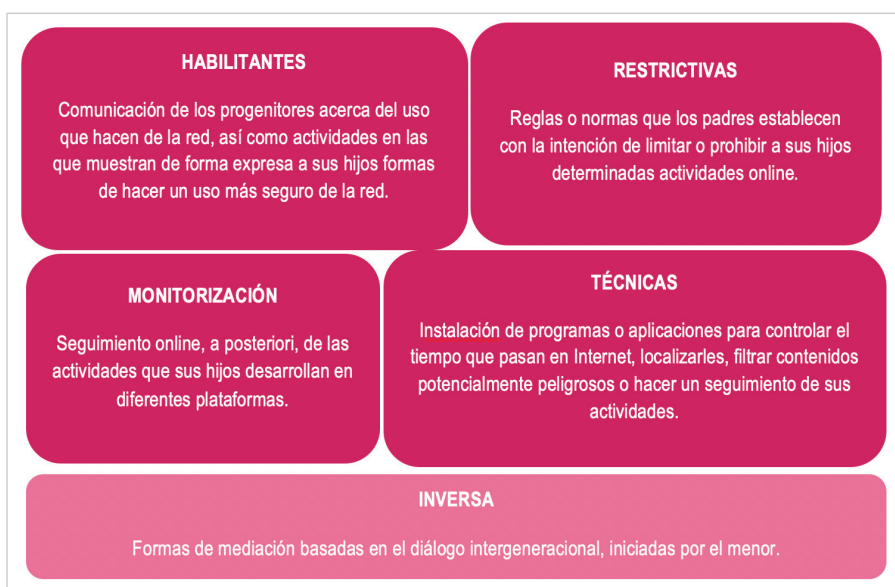 HABILITANTES
Comunicación de los progenitores acerca del uso
que hacen de la red, así como actividades en las
que muestran de forma expresa a sus hijos formas
de hacer un uso más seguro de la red.
RESTRICTIVAS
Reglas o normas que los padres establecen
con la intención de limitar o prohibir a sus hijos
determinadas actividades online.
MONITORIZACIÓN
Seguimiento online, a posteriori, de las
actividades que sus hijos desarrollan en
diferentes plataformas.
TÉCNICAS
Instalación de programas o aplicaciones para controlar el
tiempo que pasan en Internet, localizarles, filtrar contenidos
potencialmente peligrosos o hacer un seguimiento de sus
actividades.
INVERSA
Formas de mediación basadas en el diálogo intergeneracional, iniciadas por el menor.